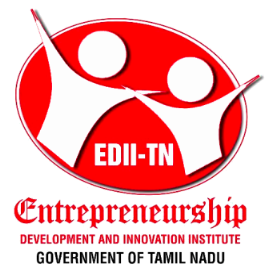 EDII-TN
Entrepreneurship
DEVELOPMENT AND INNOVATION INSTITUTE
GOVERNMENT OF TAMIL NADU